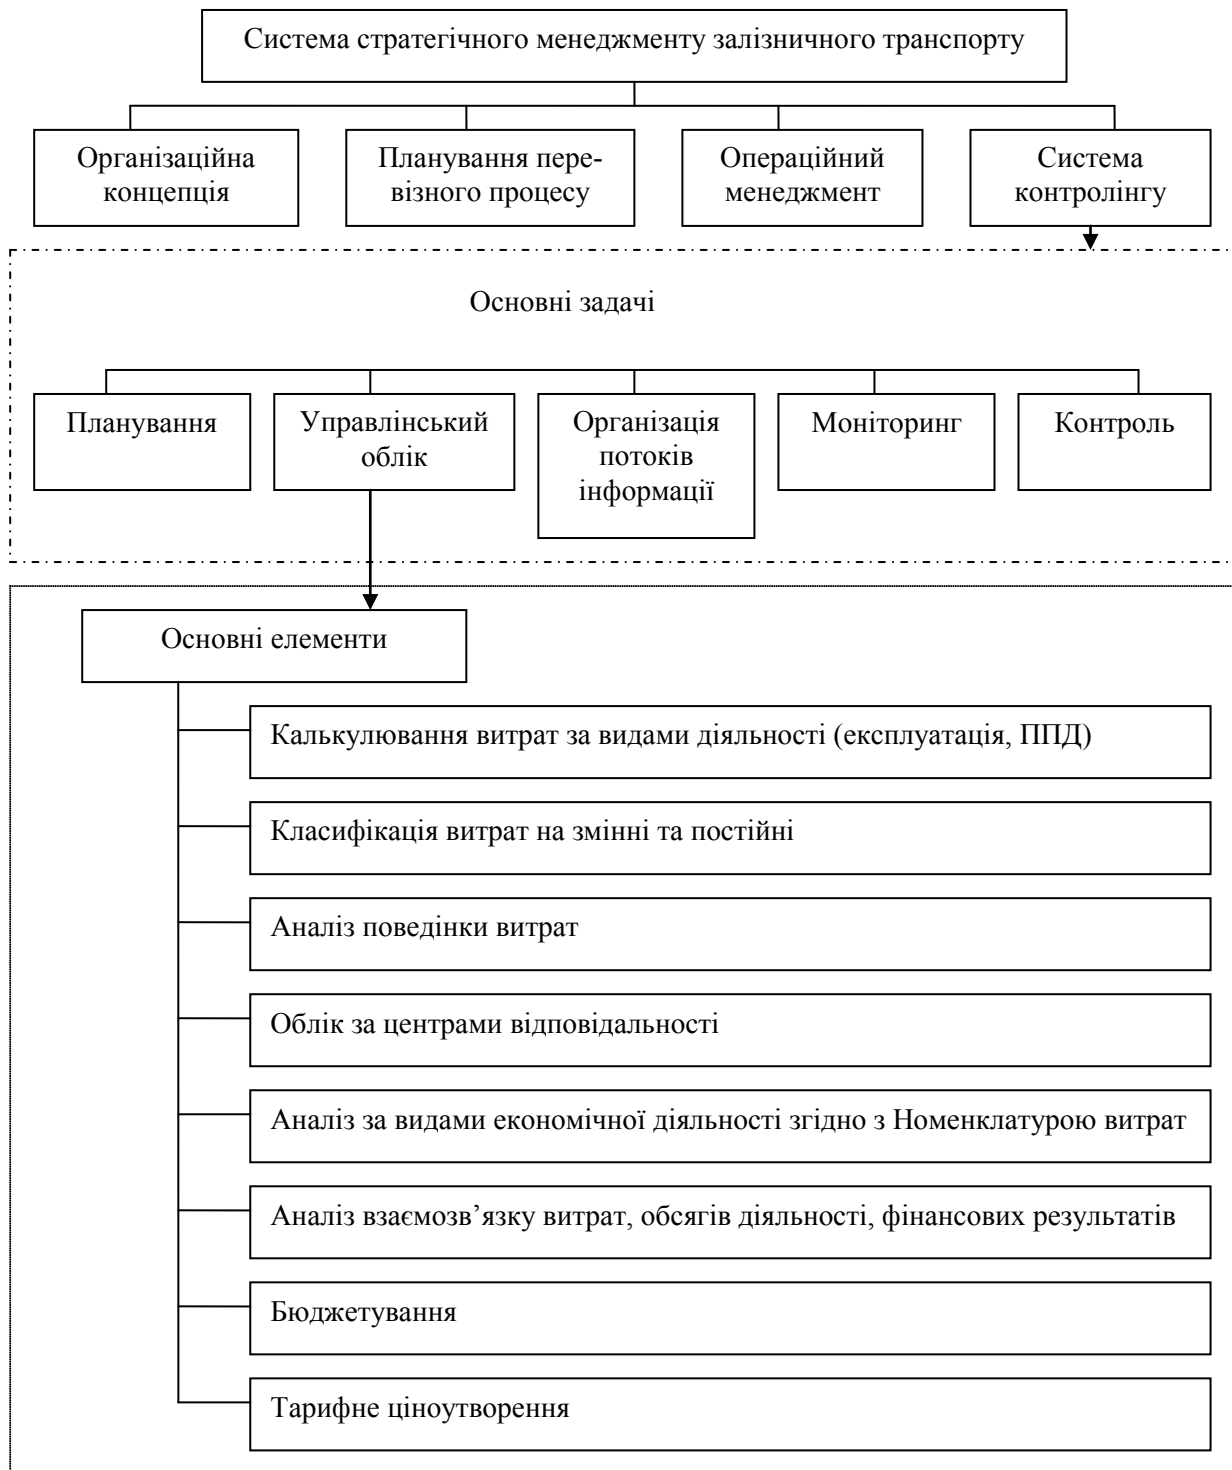 Система стратегічного менеджменту залізничного транспорту
Організаційна
концепція
Планування пере-
візного процесу
Операційний
менеджмент
Система
контролінгу
Основні задачі
Планування
Управлінський
облік
Організація
потоків
інформації
Моніторинг
Контроль
Основні елементи
Калькулювання витрат за видами діяльності (експлуатація, ППД)
Класифікація витрат на змінні та постійні
Аналіз поведінки витрат
Облік за центрами відповідальності
Аналіз за видами економічної діяльності згідно з Номенклатурою витрат
Аналіз взаємозв’язку витрат, обсягів діяльності, фінансових результатів
Бюджетування
Тарифне ціноутворення